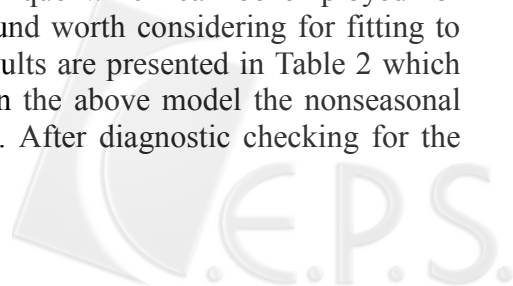 und worth considering for fitting to
ults are presented in Table 2 which
n the above model the nonseasonal
. After diagnostic checking for the
C.E.P.S.